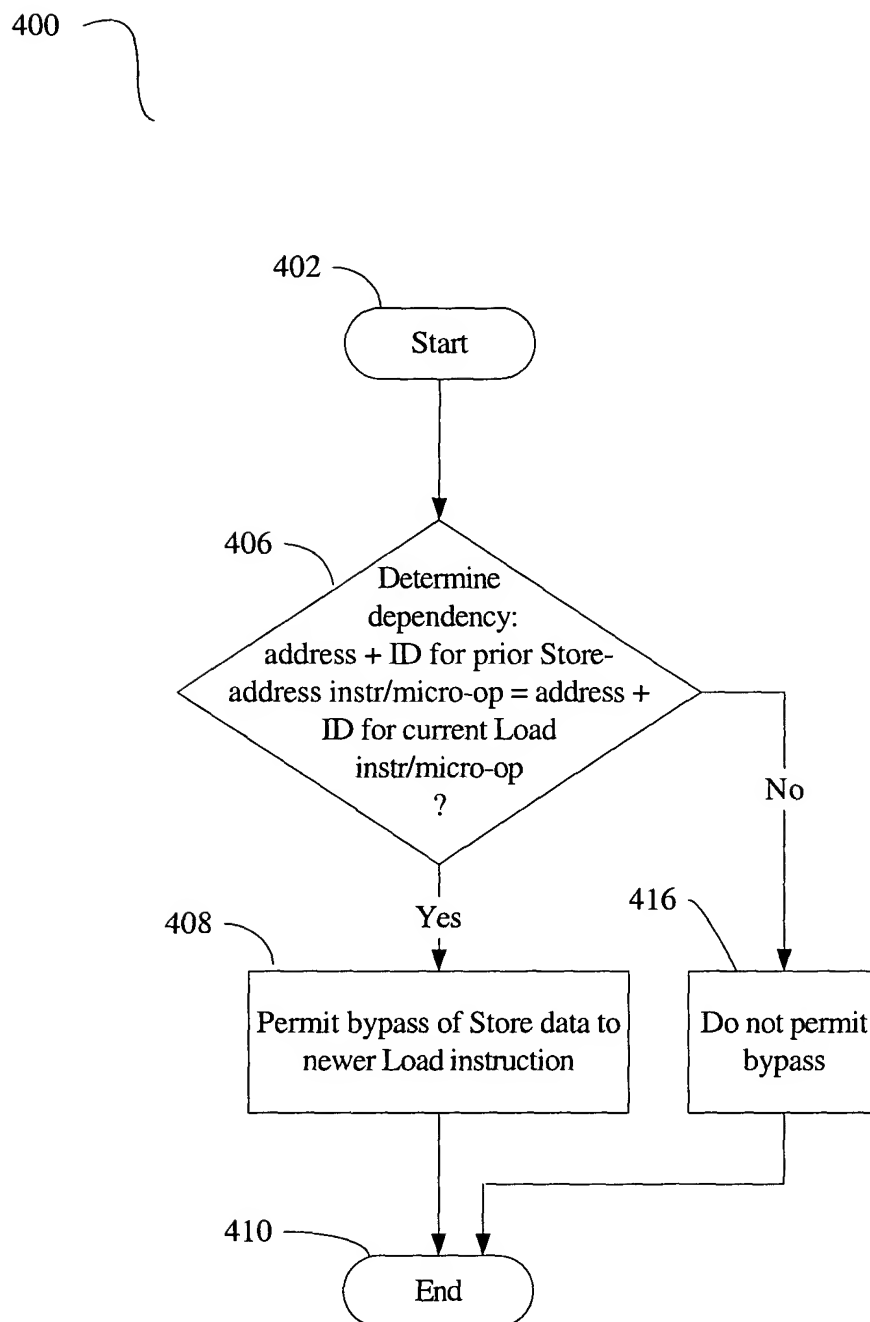 400
402
Start
406
Determine
dependency:
address + ID for prior Store-
address instr/micro-op = address +
ID for current Load
instr/micro-op
?
No
Yes
408
416
Permit bypass of Store data to
newer Load instruction
Do not permit
bypass
410
End